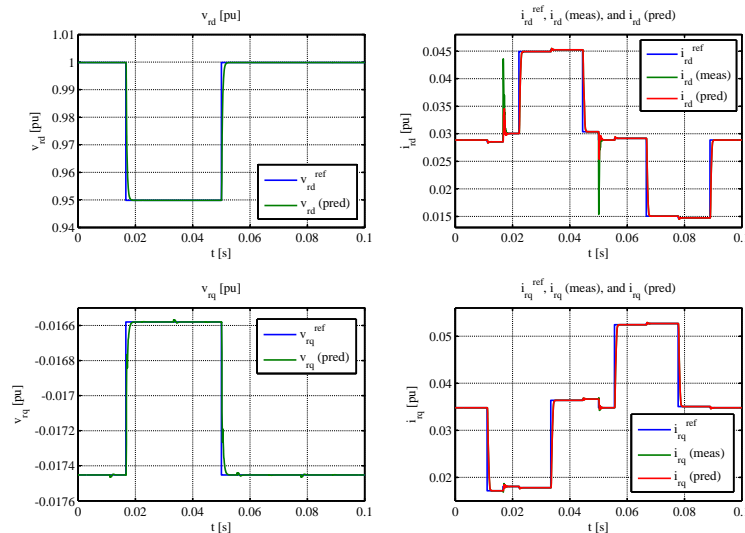 v_rd [pu]
1.01
1
0.99
0.98
0.97
0.96
0.95
0.94
v_rd [pu]
v_rd^ref
v_rd (pred)
0 0.02 0.04 0.06 0.08 0.1
t [s]
i_rd^ref, i_rd (meas), and i_rd (pred)
0.045
0.04
0.035
0.03
0.025
0.02
0.015
i_rd [pu]
i_rd^ref
i_rd (meas)
i_rd (pred)
0 0.02 0.04 0.06 0.08 0.1
t [s]
v_rq [pu]
-0.0166
-0.0168
-0.017
-0.0172
-0.0174
-0.0176
v_rq [pu]
v_rq^ref
v_rq (pred)
0 0.02 0.04 0.06 0.08 0.1
t [s]
i_rq^ref, i_rq (meas), and i_rq (pred)
0.05
0.04
0.03
0.02
i_rq [pu]
i_rq^ref
i_rq (meas)
i_rq (pred)
0 0.02 0.04 0.06 0.08 0.1
t [s]